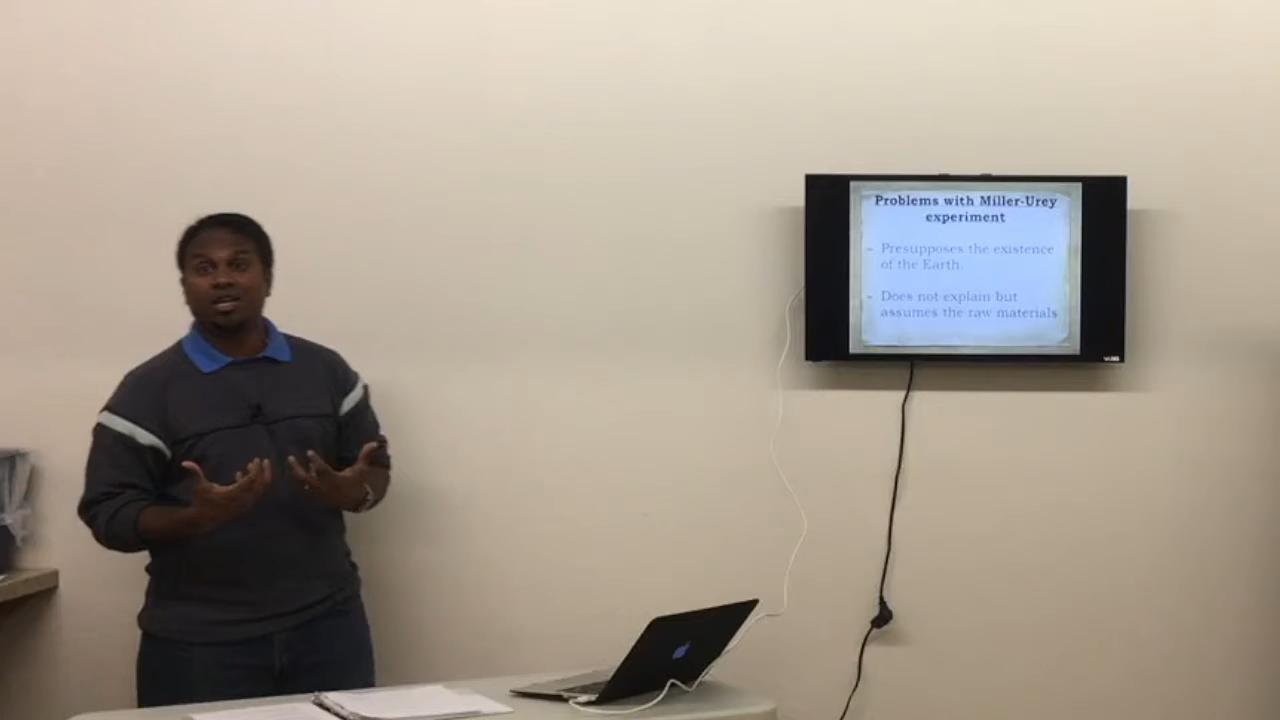 Problems with Miller-Urey
experiment
- Presupposes the existence
of the Earth.
- Does not explain but
assumes the raw materials